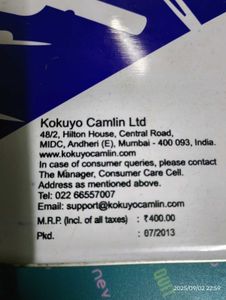 Kokuyo Camlin Ltd
48/2, Hilton House, Central Road,
MIDC, Andheri (E), Mumbai - 400 093, India.
www.kokuyocamlin.com
In case of consumer queries, please contact
The Manager, Consumer Care Cell.
Address as mentioned above.
Tel: 022 66557007
Email: support@kokuyocamlin.com
M.R.P. (Incl. of all taxes) : ₹400.00
Pkd. : 07/2013
new
2025/09/02 22:59